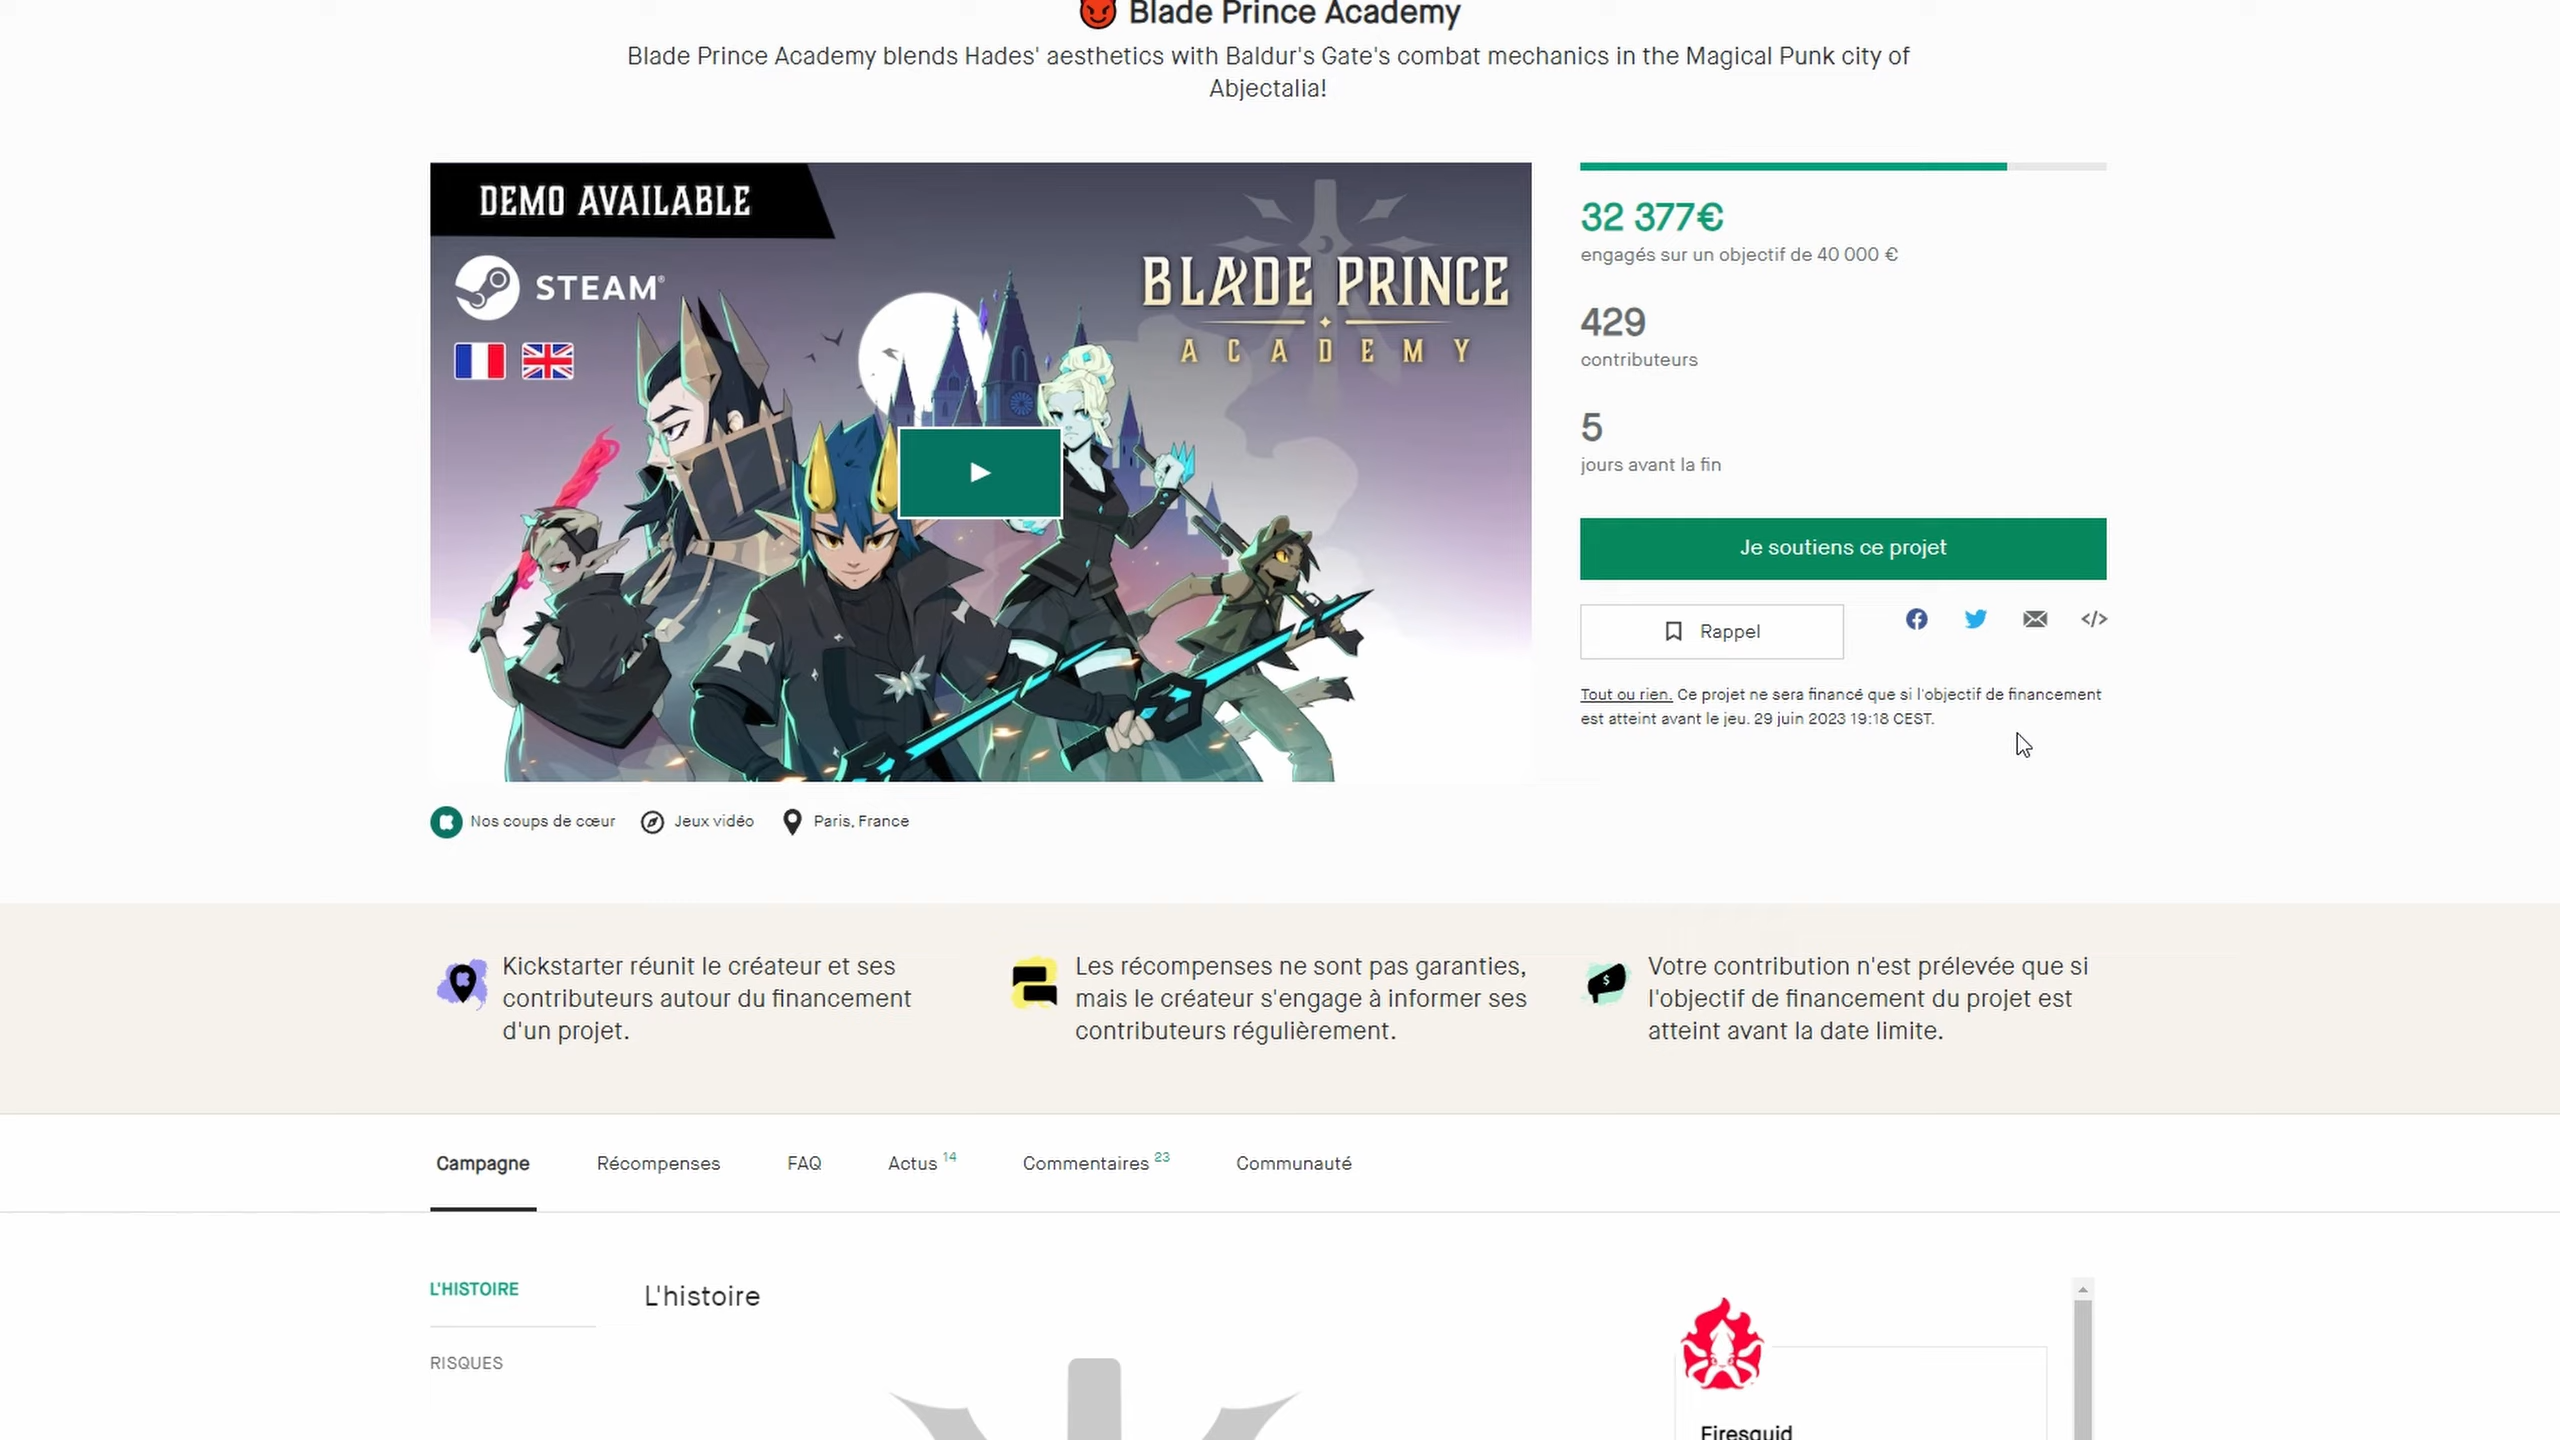 Blade Prince Academy
Blade Prince Academy blends Hades' aesthetics with Baldur's Gate's combat mechanics in the Magical Punk city of
Abjectalia!
DEMO AVAILABLE
STEAM®
BLADE PRINCE
ACADEMY
32 377€
engagés sur un objectif de 40 000 €
429
contributeurs
5
jours avant la fin
Je soutiens ce projet
Rappel
Tout ou rien. Ce projet ne sera financé que si l'objectif de financement
est atteint avant le jeu. 29 juin 2023 19:18 CEST.
Nos coups de cœur
Jeux vidéo
Paris, France
Kickstarter réunit le créateur et ses
contributeurs autour du financement
d'un projet.
Les récompenses ne sont pas garanties,
mais le créateur s'engage à informer ses
contributeurs régulièrement.
Votre contribution n'est prélevée que si
l'objectif de financement du projet est
atteint avant la date limite.
Campagne
Récompenses
FAQ
Actus 14
Commentaires 23
Communauté
L'HISTOIRE
RISQUES
L'histoire
Firesquid